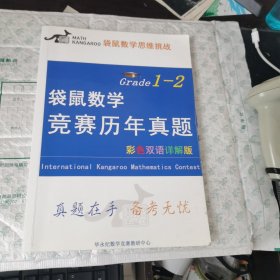 MATH
KANGAROO
袋鼠数学思维挑战
Grade 1-2
袋鼠数学
竞赛历年真题
彩色双语详解版
International Kangaroo Mathematics Contest
真题在手 备考无忧